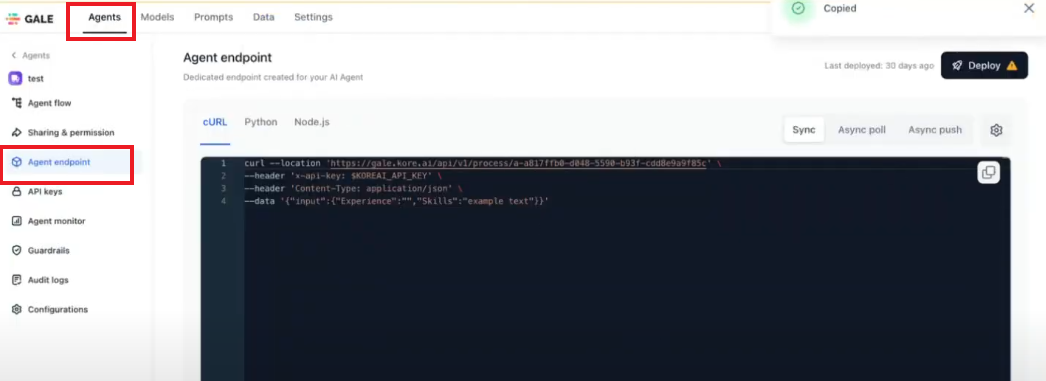 GALE
Agents
Models
Prompts
Data
Settings
Copied
Agents
test
Agent flow
Sharing & permission
Agent endpoint
API keys
Agent monitor
Guardrails
Audit logs
Configurations
Agent endpoint
Dedicated endpoint created for your AI Agent
Last deployed: 30 days ago
Deploy
cURL
Python
Node.js
Sync
Async poll
Async push
1 curl --location 'https://gale.kore.ai/api/v1/process/a-a817ffb0-d048-5590-b93f-cdd8e9a9f85c' \
2 --header 'x-api-key: $KOREAI_API_KEY' \
3 --header 'Content-Type: application/json' \
4 --data '{"input":{"Experience":"","Skills":"example text"}}'